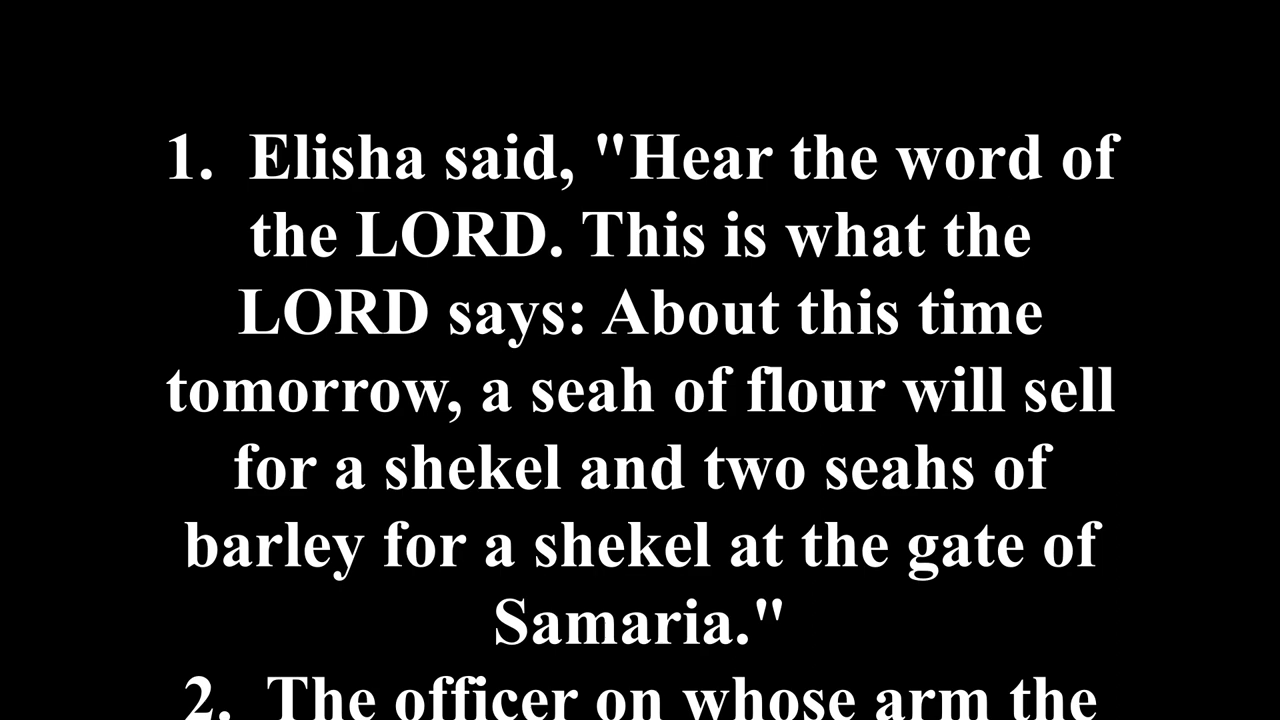 1.  Elisha said, "Hear the word of
the LORD. This is what the
LORD says: About this time
tomorrow, a seah of flour will sell
for a shekel and two seahs of
barley for a shekel at the gate of
Samaria."
2.  The officer on whose arm the